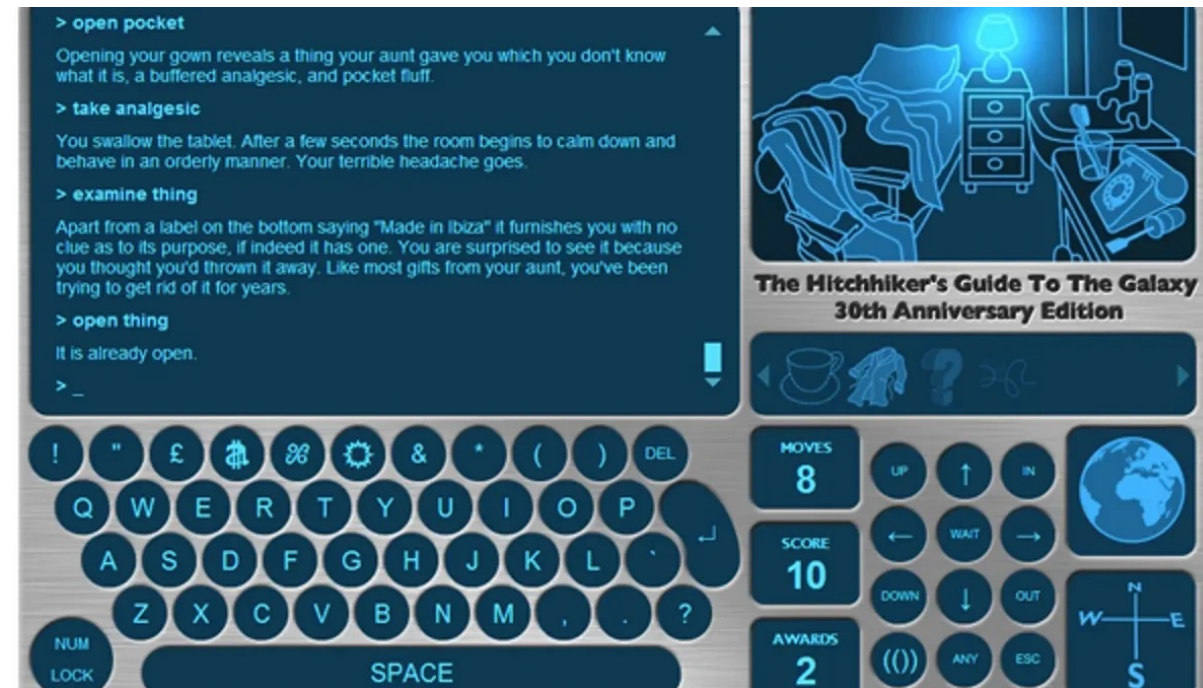 > open pocket
Opening your gown reveals a thing your aunt gave you which you don't know
what it is, a buffered analgesic, and pocket fluff.
> take analgesic
You swallow the tablet. After a few seconds the room begins to calm down and
behave in an orderly manner. Your terrible headache goes.
> examine thing
Apart from a label on the bottom saying "Made in Ibiza" it furnishes you with no
clue as to its purpose, if indeed it has one. You are surprised to see it because
you thought you'd thrown it away. Like most gifts from your aunt, you've been
trying to get rid of it for years.
> open thing
It is already open.
> _
The Hitchhiker's Guide To The Galaxy
30th Anniversary Edition
?
! " £ & * ( ) DEL
Q W E R T Y U I O P
A S D F G H J K L `
Z X C V B N M , . ?
NUM
LOCK
SPACE
MOVES
8
SCORE
10
AWARDS
2
UP ↑ IN
← WAIT →
DOWN ↓ OUT
(()) ANY ESC
N
W E
S